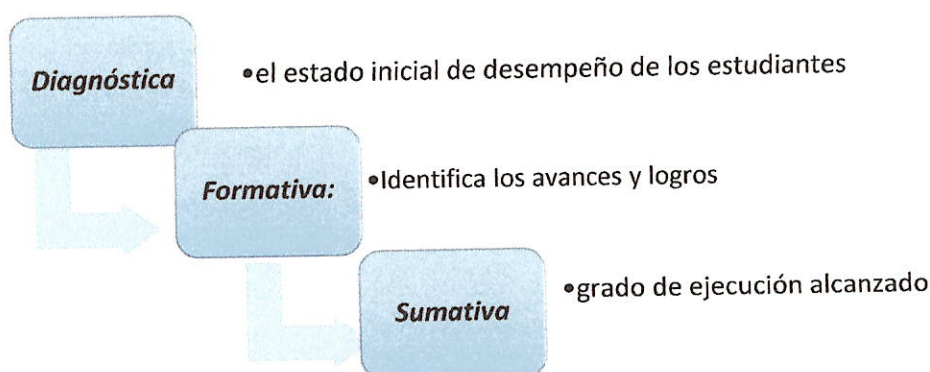 Diagnóstica
•el estado inicial de desempeño de los estudiantes
Formativa:
•Identifica los avances y logros
Sumativa
•grado de ejecución alcanzado